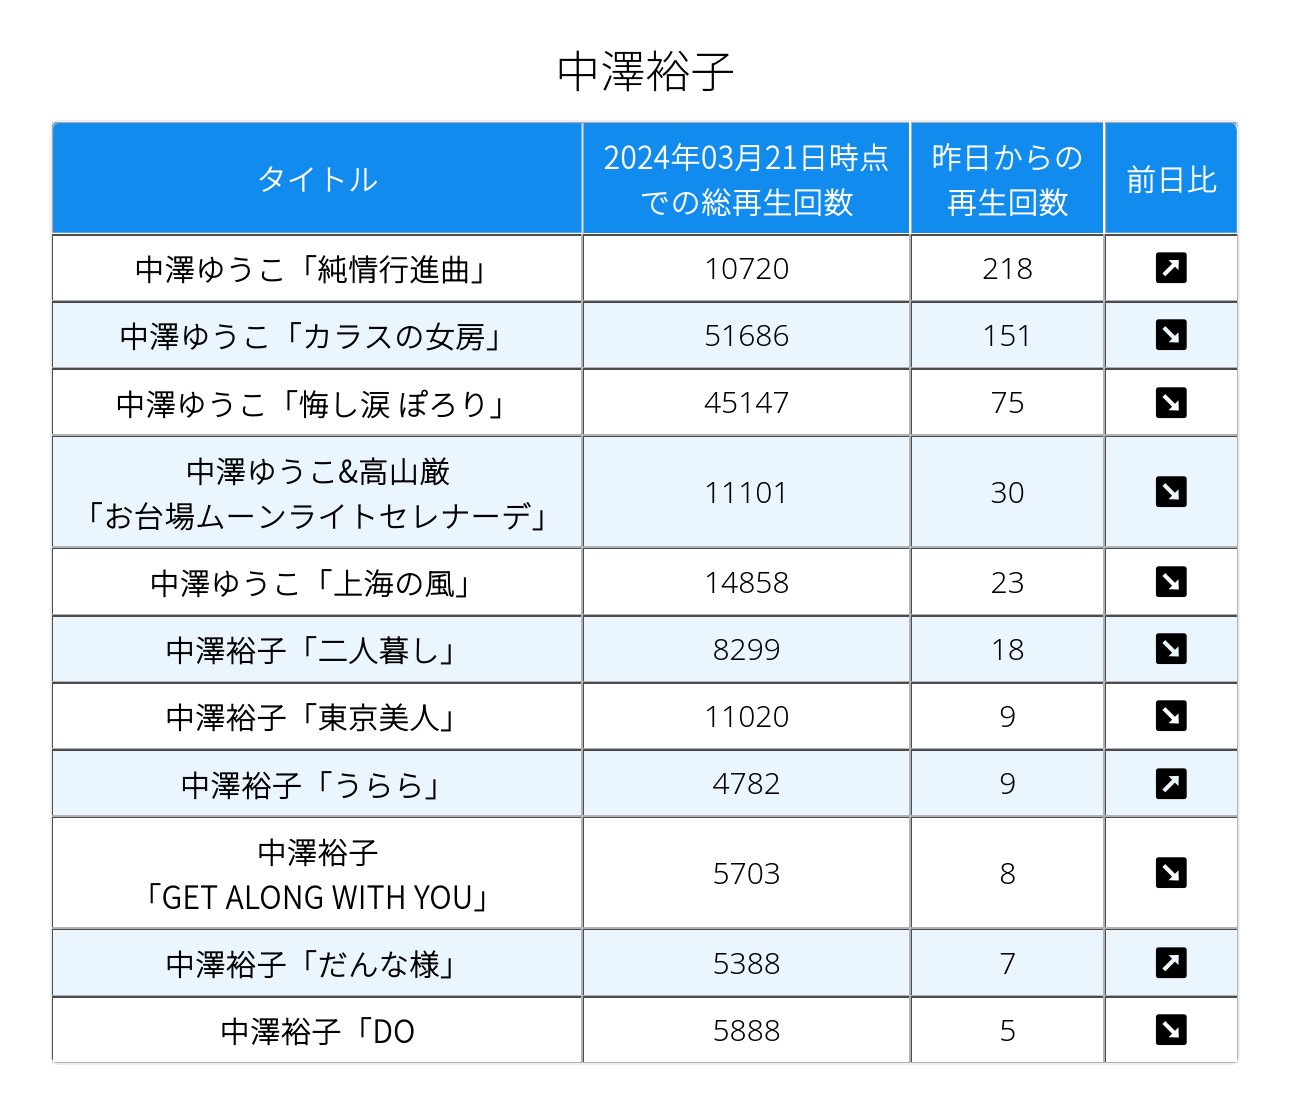 中澤裕子
タイトル
2024年03月21日時点
での総再生回数
昨日からの
再生回数
前日比
中澤ゆうこ「純情行進曲」 10720 218
中澤ゆうこ「カラスの女房」 51686 151
中澤ゆうこ「悔し涙 ぽろり」 45147 75
中澤ゆうこ&高山厳
「お台場ムーンライトセレナーデ」 11101 30
中澤ゆうこ「上海の風」 14858 23
中澤裕子「二人暮し」 8299 18
中澤裕子「東京美人」 11020 9
中澤裕子「うらら」 4782 9
中澤裕子
「GET ALONG WITH YOU」 5703 8
中澤裕子「だんな様」 5388 7
中澤裕子「DO 5888 5